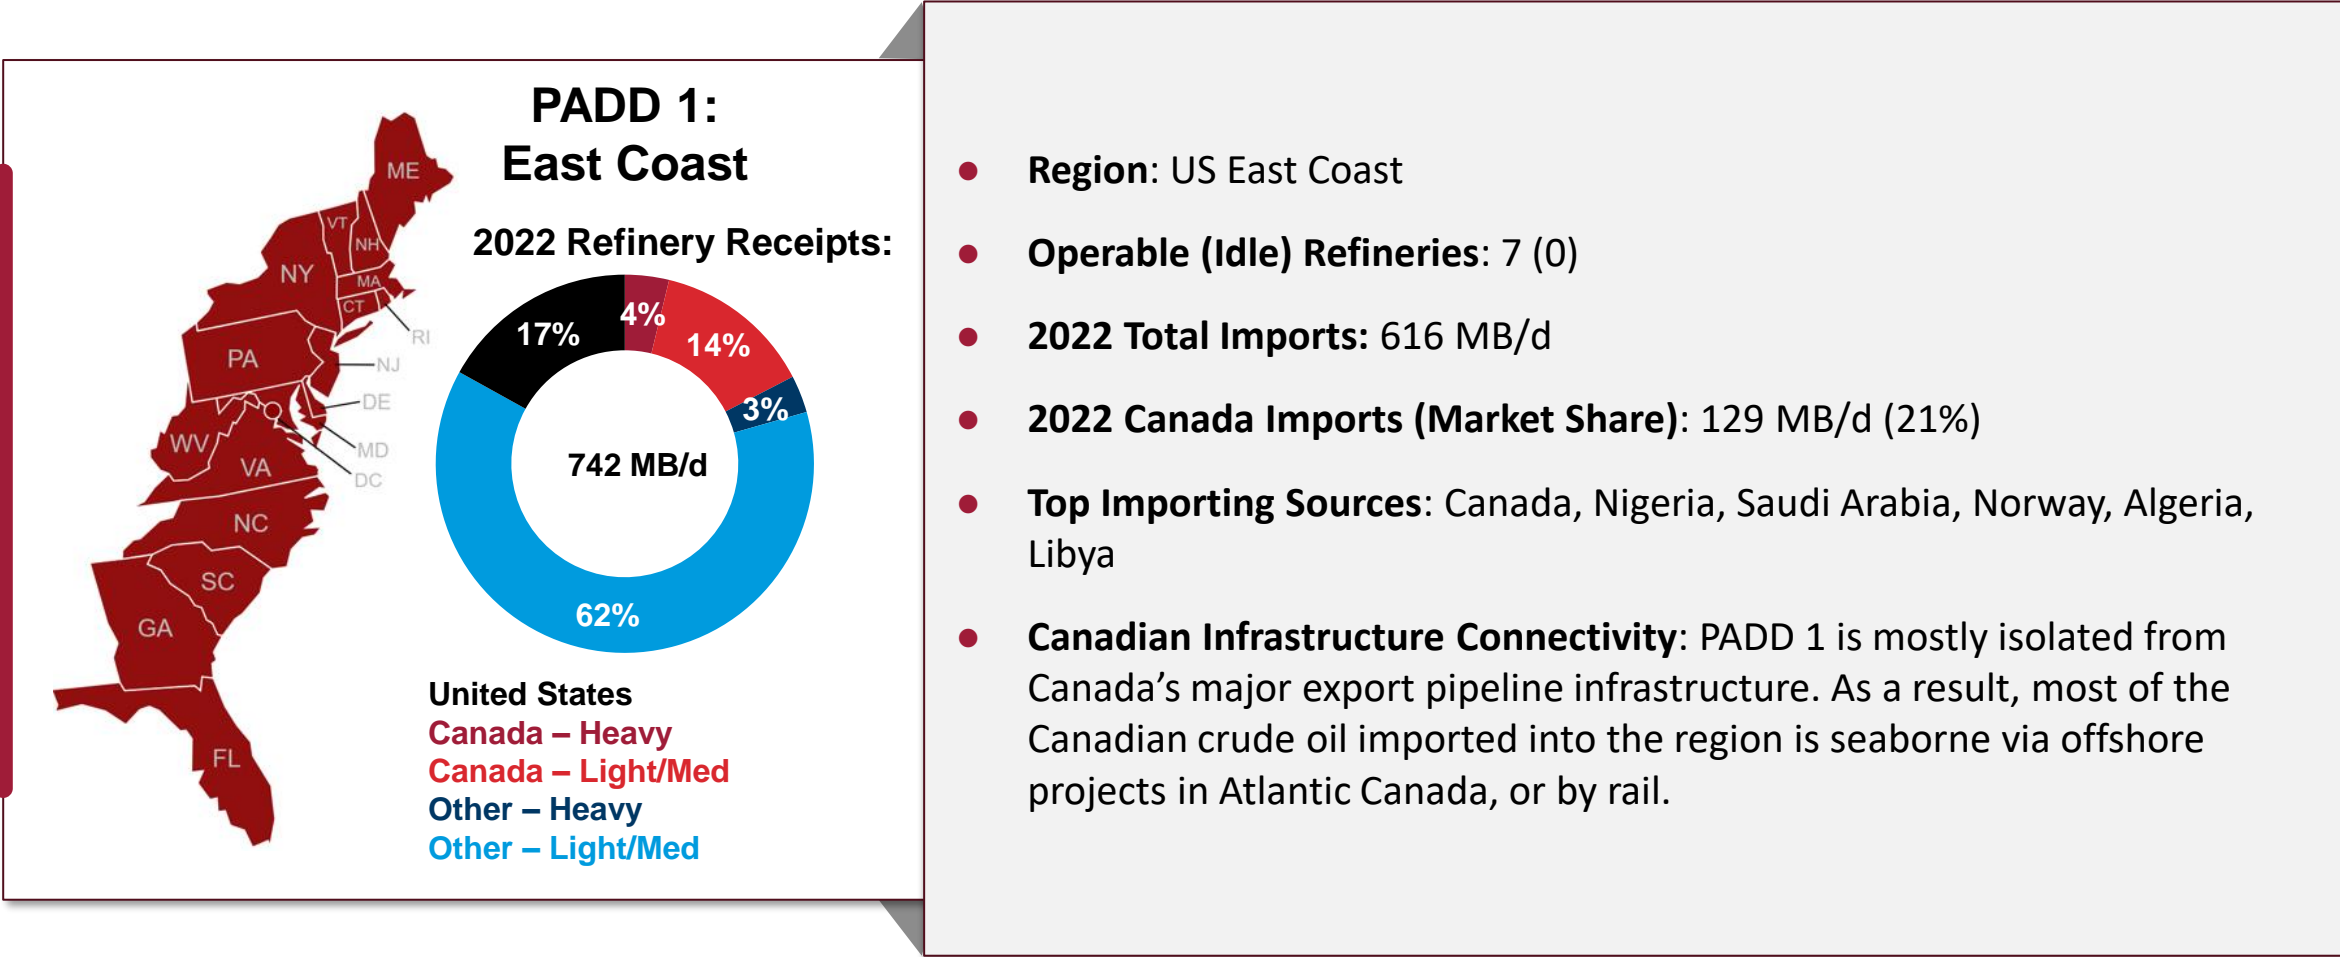 PADD 1:
East Coast
2022 Refinery Receipts:
ME
VT
NH
NY
MA
CT
RI
PA
NJ
DE
WV
MD
VA
DC
NC
SC
GA
FL
17%
4%
14%
3%
742 MB/d
62%
United States
Canada – Heavy
Canada – Light/Med
Other – Heavy
Other – Light/Med
● Region: US East Coast
● Operable (Idle) Refineries: 7 (0)
● 2022 Total Imports: 616 MB/d
● 2022 Canada Imports (Market Share): 129 MB/d (21%)
● Top Importing Sources: Canada, Nigeria, Saudi Arabia, Norway, Algeria,
Libya
● Canadian Infrastructure Connectivity: PADD 1 is mostly isolated from
Canada’s major export pipeline infrastructure. As a result, most of the
Canadian crude oil imported into the region is seaborne via offshore
projects in Atlantic Canada, or by rail.